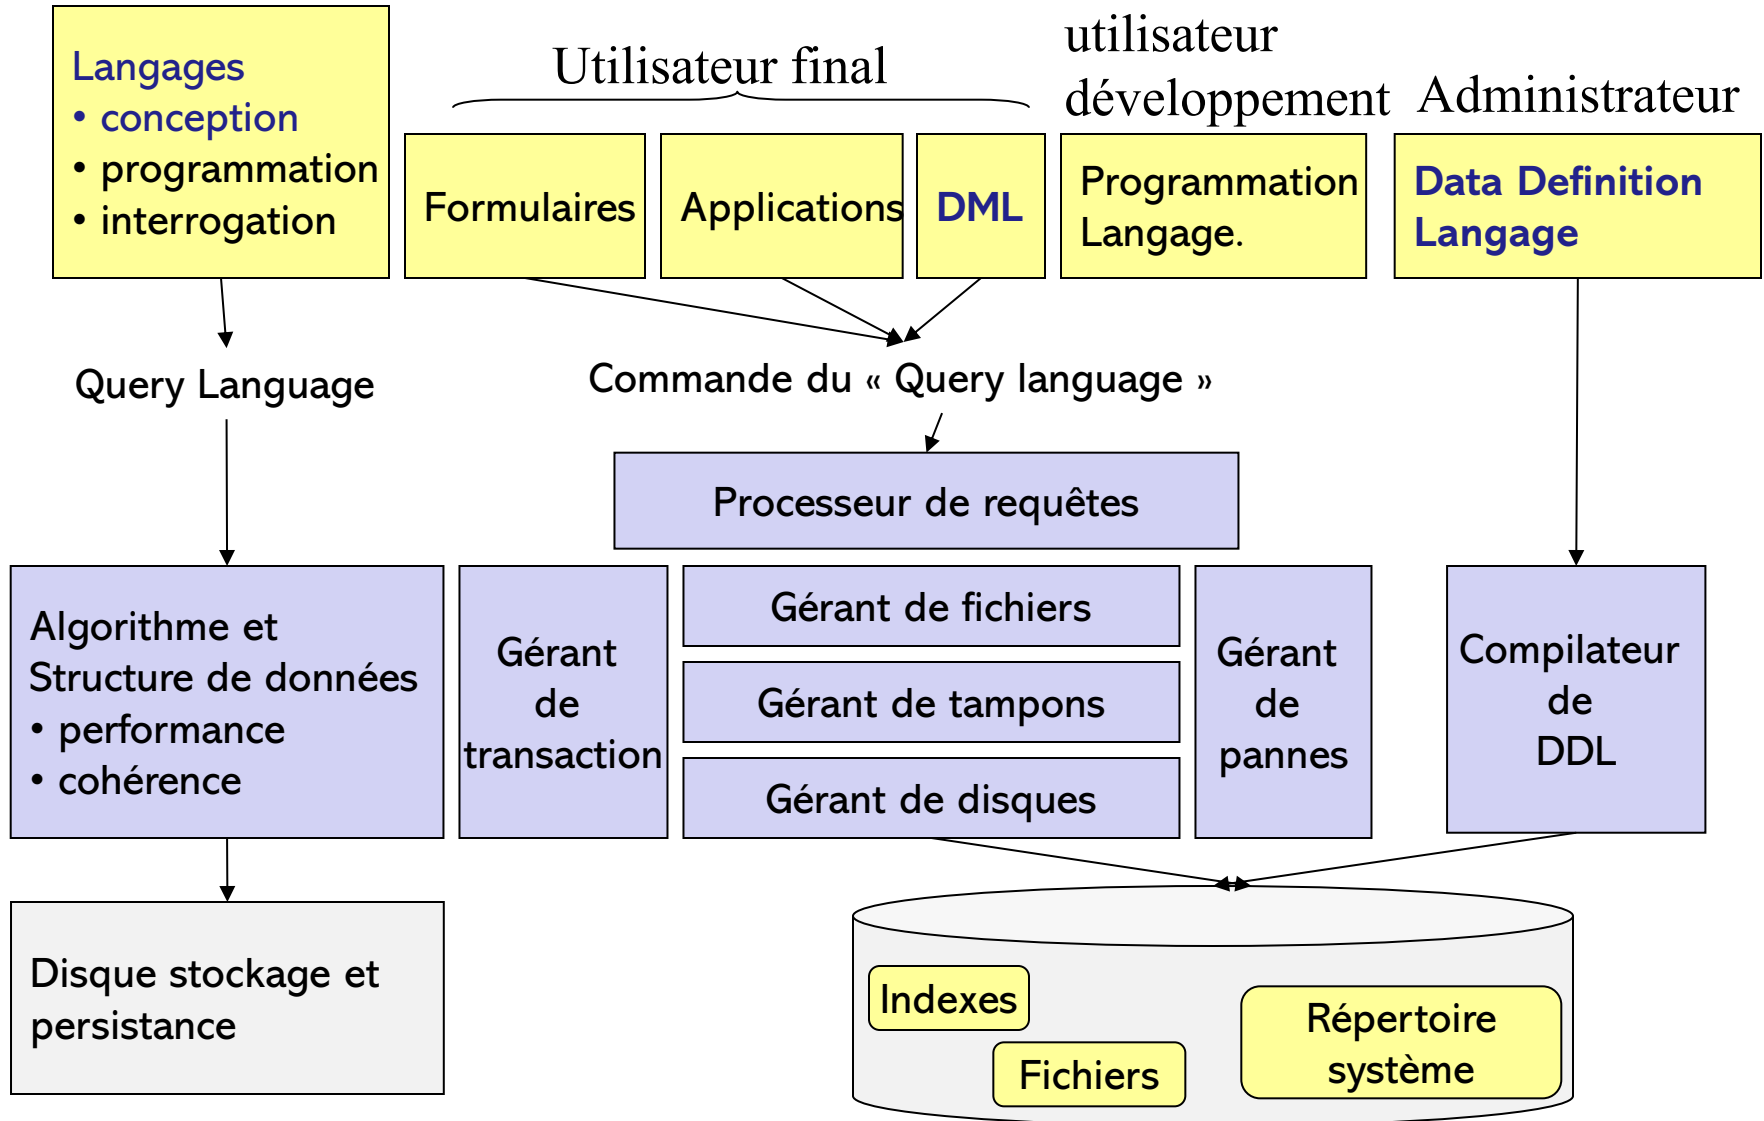 Langages
• conception
• programmation
• interrogation
Utilisateur final
utilisateur
développement
Administrateur
Formulaires
Applications
DML
Programmation
Langage.
Data Definition
Langage
Query Language
Commande du « Query language »
Processeur de requêtes
Algorithme et
Structure de données
• performance
• cohérence
Gérant
de
transaction
Gérant de fichiers
Gérant de tampons
Gérant de disques
Gérant
de
pannes
Compilateur
de
DDL
Disque stockage et
persistance
Indexes
Fichiers
Répertoire
système